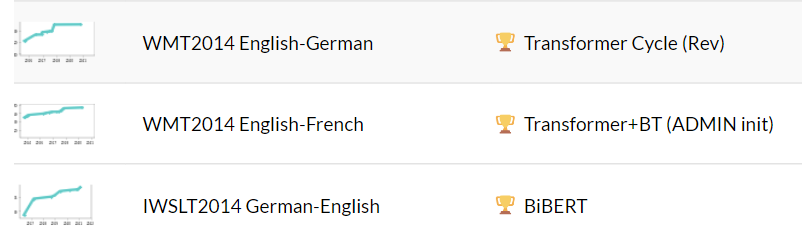 WMT2014 English-German Transformer Cycle (Rev)
WMT2014 English-French Transformer+BT (ADMIN init)
IWSLT2014 German-English BiBERT